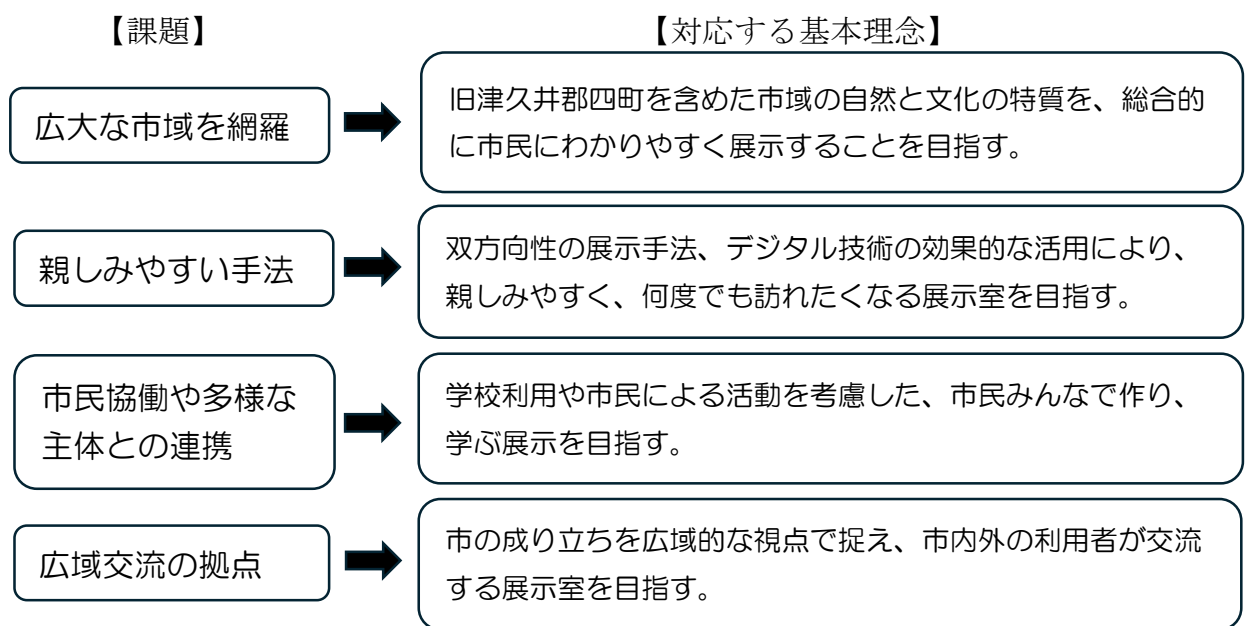 【課題】
【対応する基本理念】
広大な市域を網羅
旧津久井郡四町を含めた市域の自然と文化の特質を、総合的
に市民にわかりやすく展示することを目指す。
親しみやすい手法
双方向性の展示手法、デジタル技術の効果的な活用により、
親しみやすく、何度でも訪れたくなる展示室を目指す。
市民協働や多様な
主体との連携
学校利用や市民による活動を考慮した、市民みんなで作り、
学ぶ展示を目指す。
広域交流の拠点
市の成り立ちを広域的な視点で捉え、市内外の利用者が交流
する展示室を目指す。